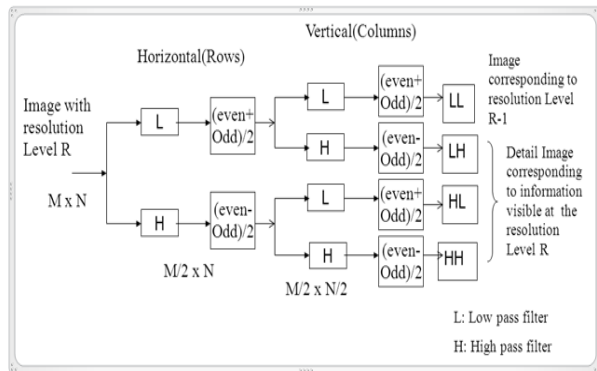 Vertical(Columns)
Horizontal(Rows)
Image with
resolution
Level R
M x N
L
(even+
Odd)/2
H
(even-
Odd)/2
M/2 x N
L
(even+
Odd)/2
LL
H
(even-
Odd)/2
LH
L
(even+
Odd)/2
HL
H
(even-
Odd)/2
HH
M/2 x N/2
Image
corresponding to
resolution Level
R-1
Detail Image
corresponding
to information
visible at the
resolution
Level R
L: Low pass filter
H: High pass filter